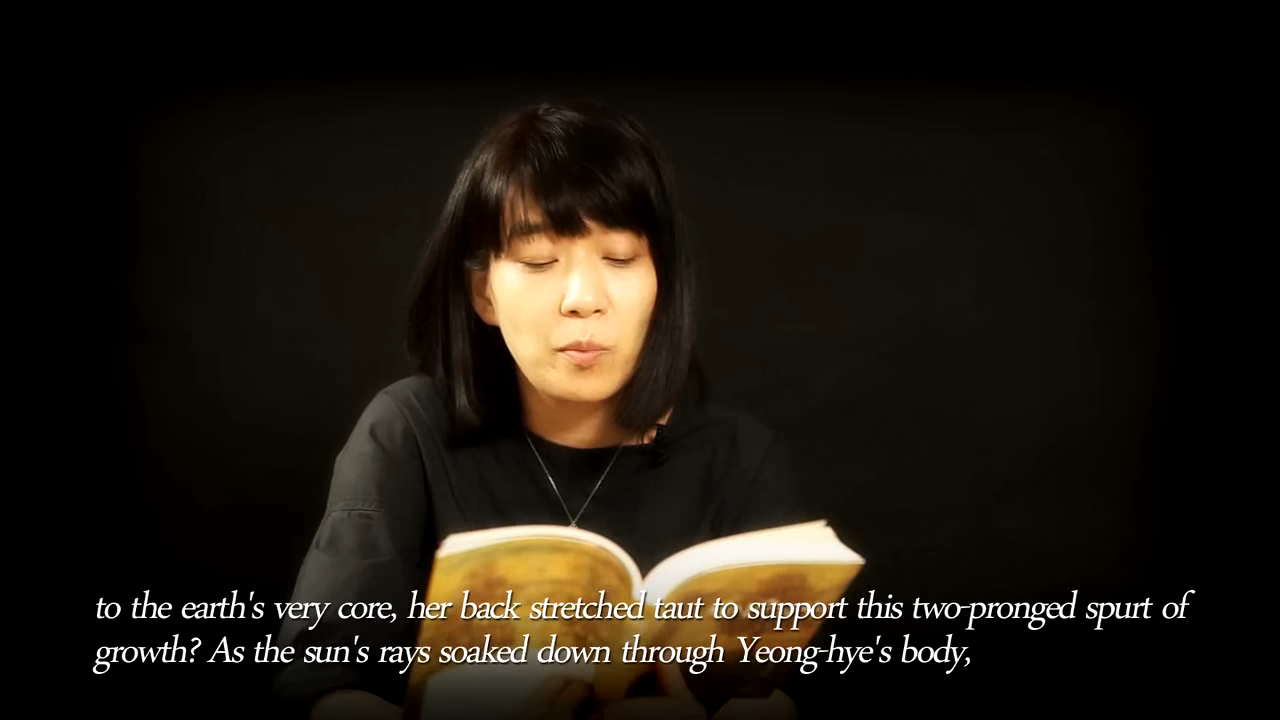 to the earth's very core, her back stretched taut to support this two-pronged spurt of
growth? As the sun's rays soaked down through Yeong-hye's body,